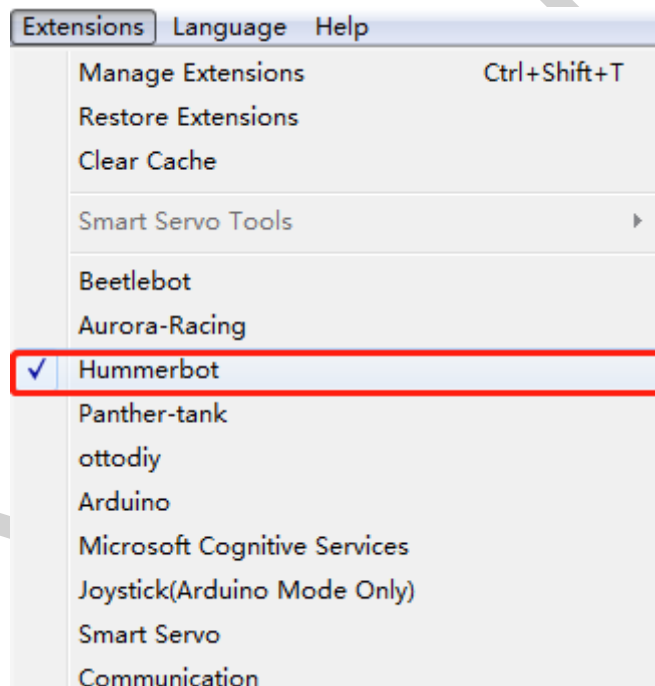 Extensions Language Help
Manage Extensions Ctrl+Shift+T
Restore Extensions
Clear Cache
Smart Servo Tools
Beetlebot
Aurora-Racing
Hummerbot
Panther-tank
ottodiy
Arduino
Microsoft Cognitive Services
Joystick(Arduino Mode Only)
Smart Servo
Communication